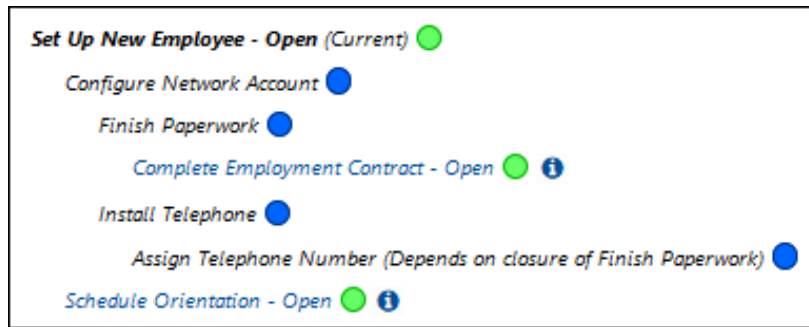 Set Up New Employee - Open (Current)
Configure Network Account
Finish Paperwork
Complete Employment Contract - Open
Install Telephone
Assign Telephone Number (Depends on closure of Finish Paperwork)
Schedule Orientation - Open